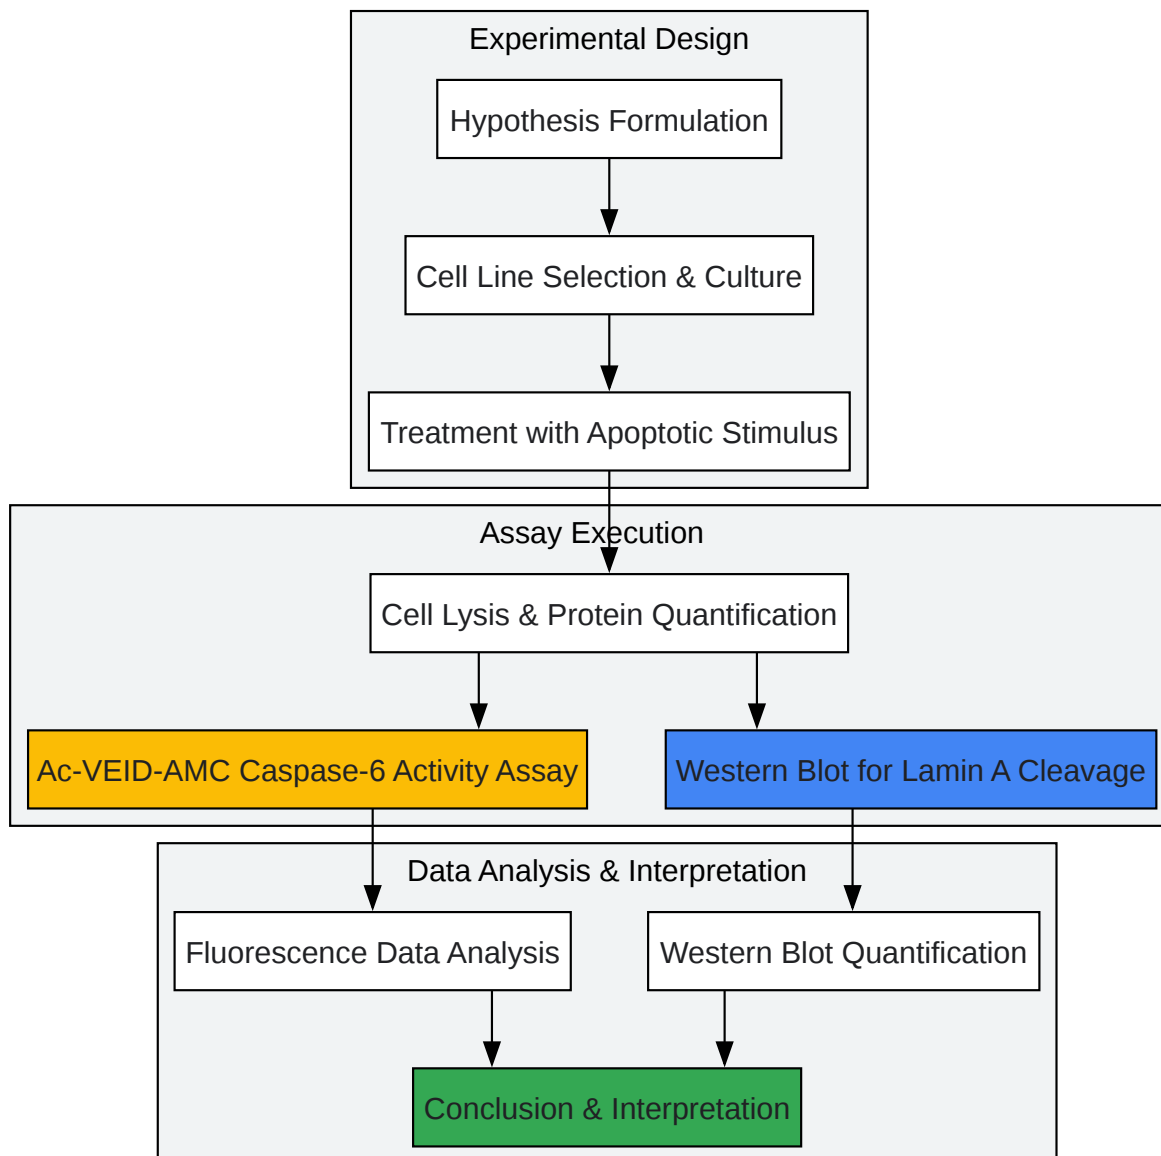 Experimental Design
Hypothesis Formulation
Cell Line Selection & Culture
Treatment with Apoptotic Stimulus
Assay Execution
Cell Lysis & Protein Quantification
Ac-VEID-AMC Caspase-6 Activity Assay
Western Blot for Lamin A Cleavage
Data Analysis & Interpretation
Fluorescence Data Analysis
Western Blot Quantification
Conclusion & Interpretation